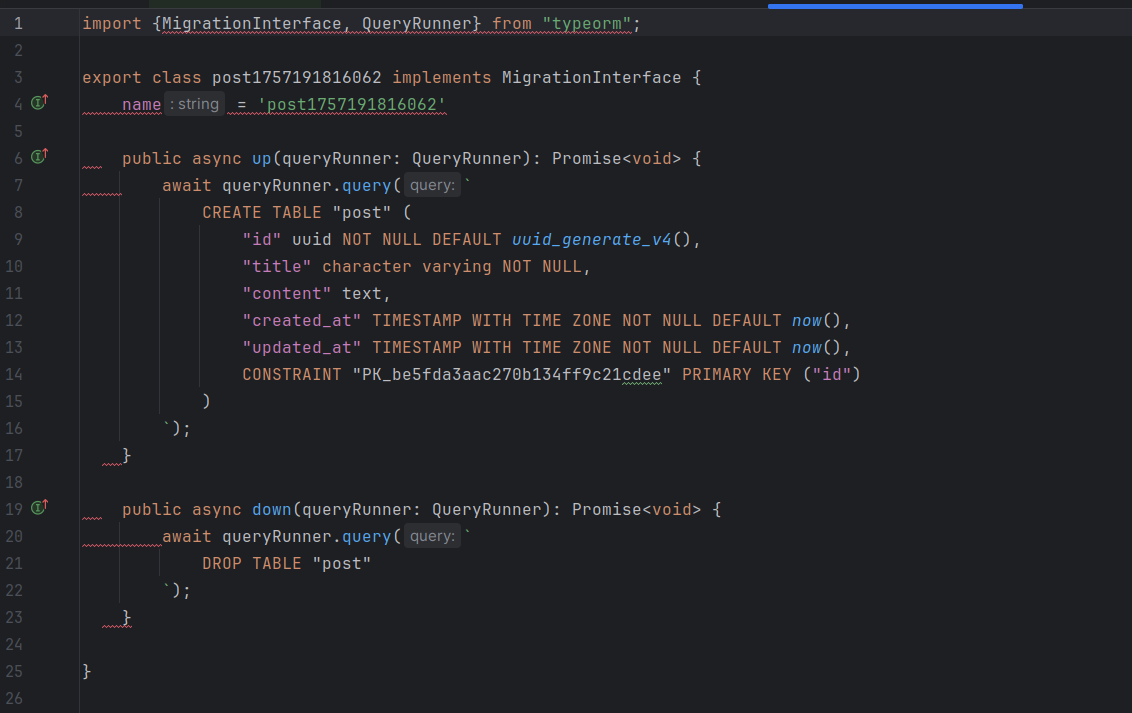 1 import {MigrationInterface, QueryRunner} from "typeorm";
2
3 export class post1757191816062 implements MigrationInterface {
4     name : string = 'post1757191816062'
5
6     public async up(queryRunner: QueryRunner): Promise<void> {
7         await queryRunner.query( query: `
8             CREATE TABLE "post" (
9                 "id" uuid NOT NULL DEFAULT uuid_generate_v4(),
10                 "title" character varying NOT NULL,
11                 "content" text,
12                 "created_at" TIMESTAMP WITH TIME ZONE NOT NULL DEFAULT now(),
13                 "updated_at" TIMESTAMP WITH TIME ZONE NOT NULL DEFAULT now(),
14                 CONSTRAINT "PK_be5fda3aac270b134ff9c21cdee" PRIMARY KEY ("id")
15             )
16         `);
17     }
18
19     public async down(queryRunner: QueryRunner): Promise<void> {
20         await queryRunner.query( query: `
21             DROP TABLE "post"
22         `);
23     }
24
25 }
26